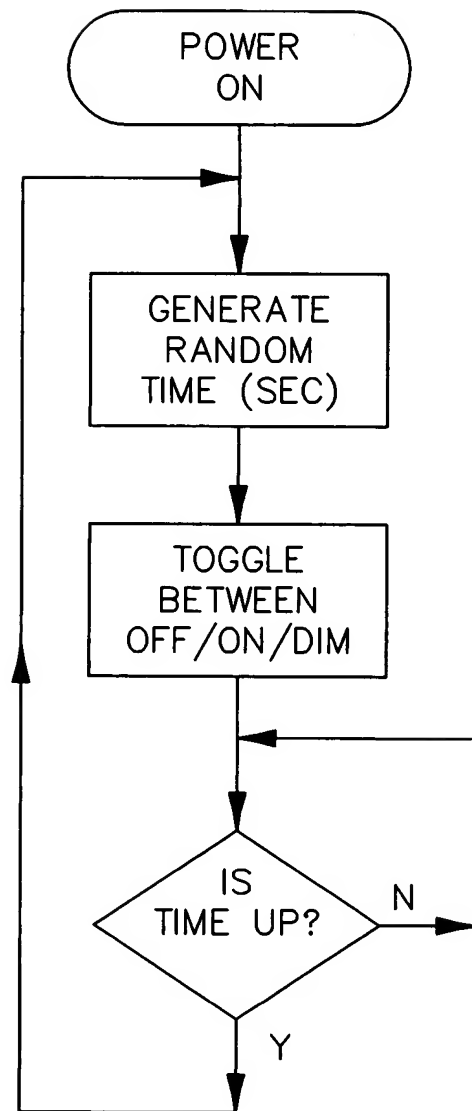 POWER
ON
GENERATE
RANDOM
TIME (SEC)
TOGGLE
BETWEEN
OFF/ON/DIM
IS
TIME UP?
N
Y